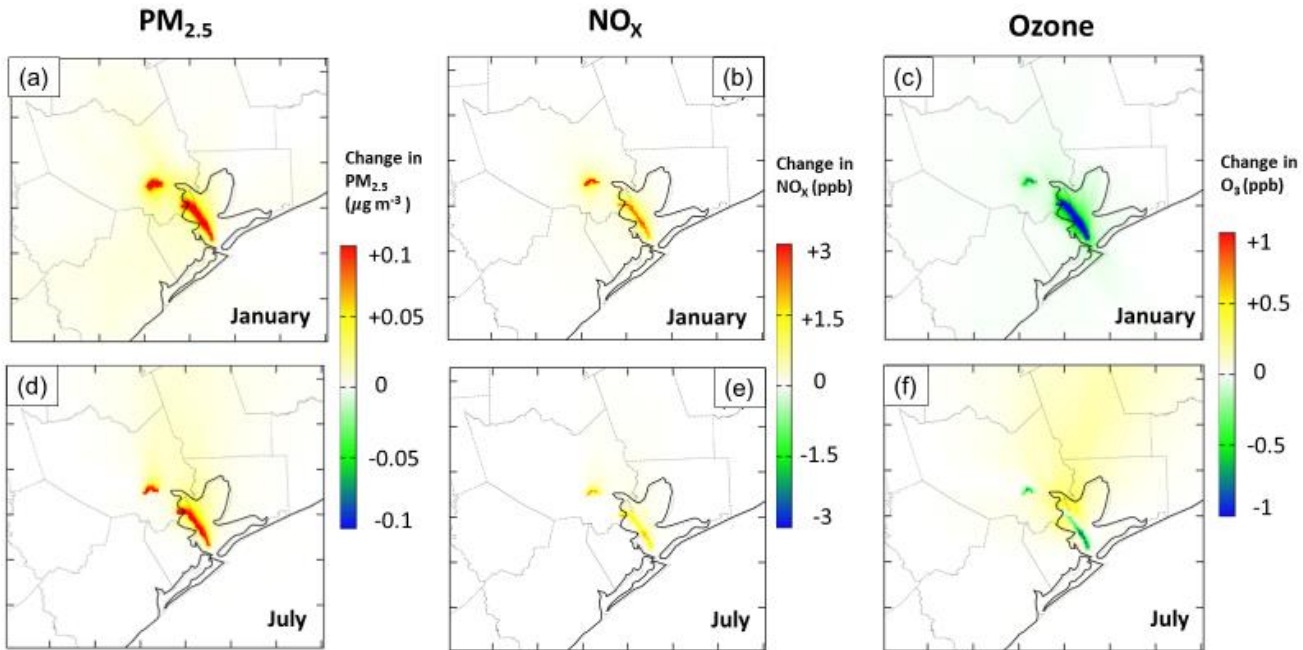 PM2.5
NOX
Ozone
(a)
January
Change in
PM2.5
(μg m-3 )
+0.1
+0.05
0
-0.05
-0.1
(b)
January
Change in
NOX (ppb)
+3
+1.5
0
-1.5
-3
(c)
January
Change in
O3 (ppb)
+1
+0.5
0
-0.5
-1
(d)
July
(e)
July
(f)
July